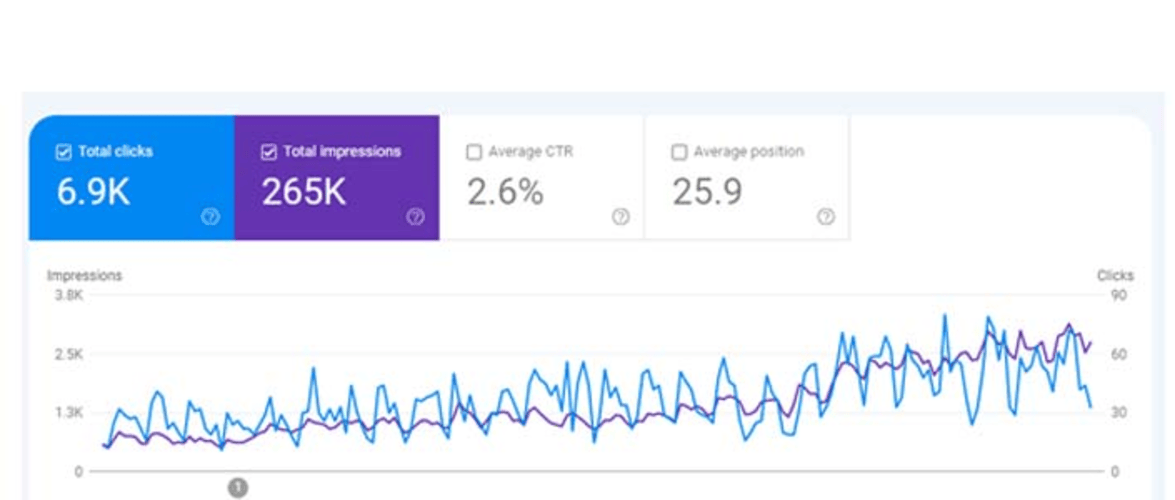 Total clicks Total impressions Average CTR Average position
6.9K 265K 2.6% 25.9
Impressions Clicks
3.8K 90
2.5K 60
1.3K 30
0 0
1